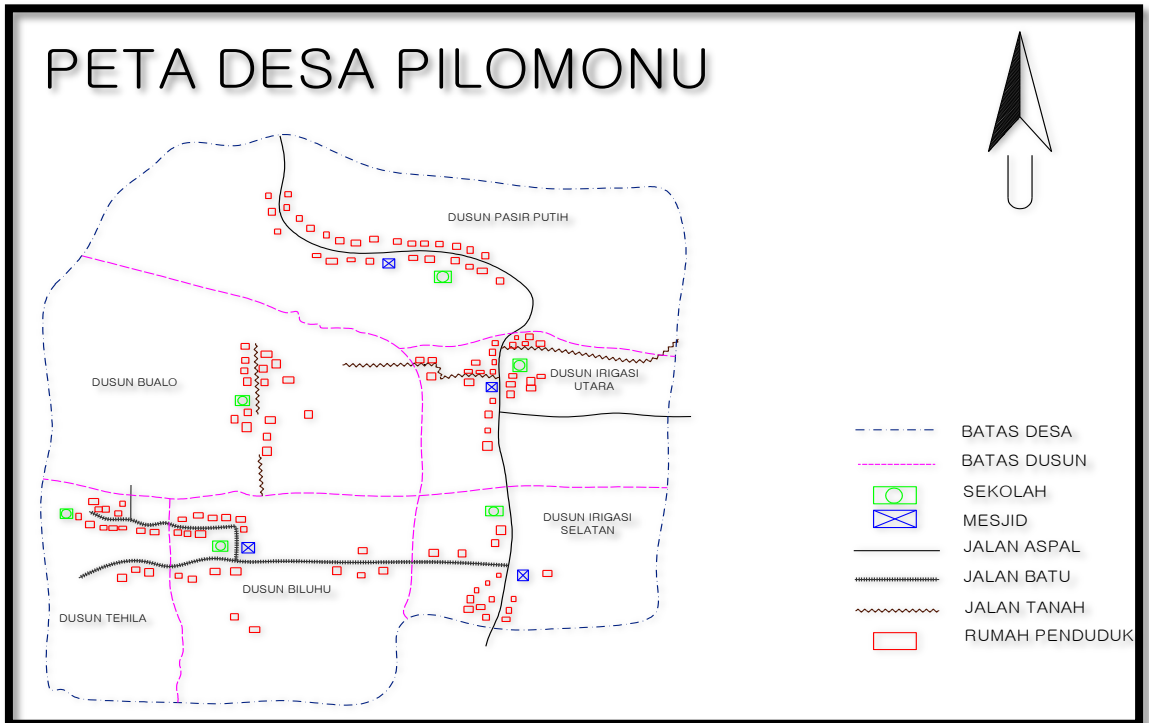 PETA DESA PILOMONU
DUSUN PASIR PUTIH
DUSUN BUALO
DUSUN IRIGASI
UTARA
DUSUN IRIGASI
SELATAN
DUSUN BILUHU
DUSUN TEHILA
BATAS DESA
BATAS DUSUN
SEKOLAH
MESJID
JALAN ASPAL
JALAN BATU
JALAN TANAH
RUMAH PENDUDUK